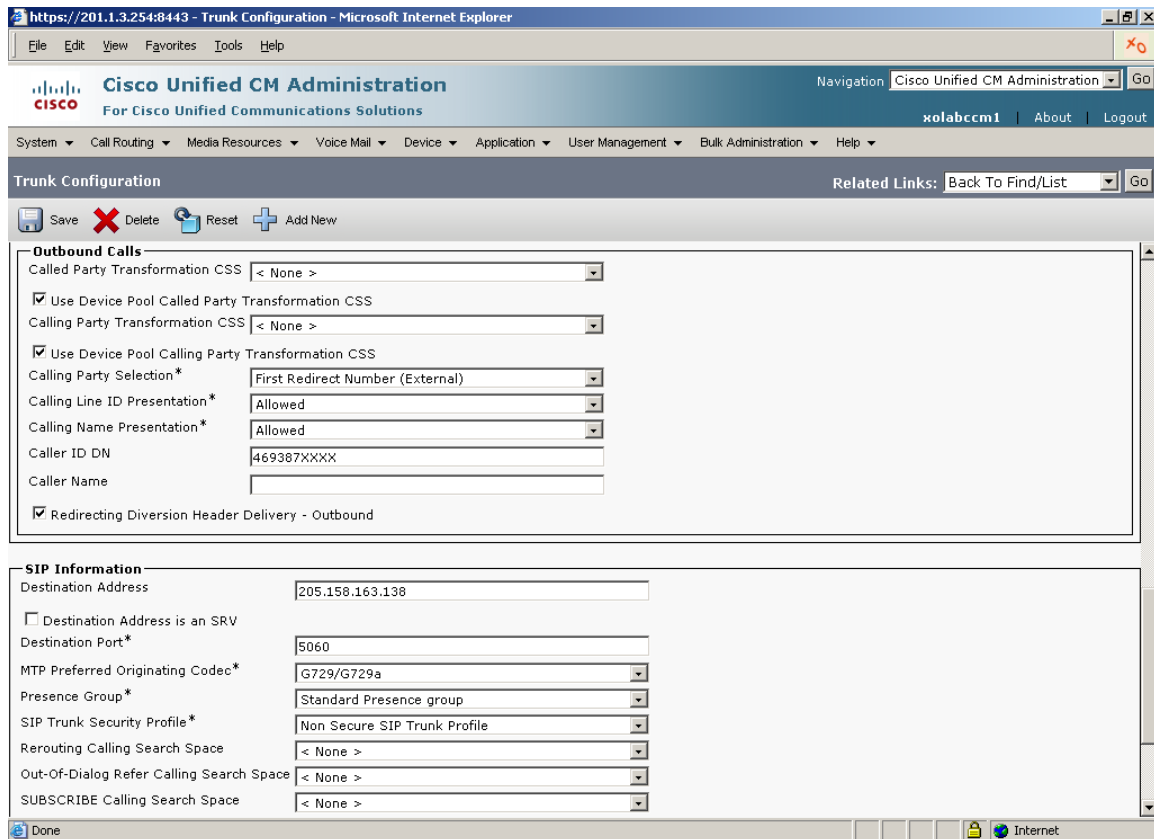 https://201.1.3.254:8443 - Trunk Configuration - Microsoft Internet Explorer
File Edit View Favorites Tools Help
cisco
Cisco Unified CM Administration
For Cisco Unified Communications Solutions
Navigation Cisco Unified CM Administration Go
xolabccm1 | About | Logout
System Call Routing Media Resources Voice Mail Device Application User Management Bulk Administration Help
Trunk Configuration
Related Links: Back To Find/List Go
Save Delete Reset Add New
Outbound Calls
Called Party Transformation CSS < None >
Use Device Pool Called Party Transformation CSS
Calling Party Transformation CSS < None >
Use Device Pool Calling Party Transformation CSS
Calling Party Selection* First Redirect Number (External)
Calling Line ID Presentation* Allowed
Calling Name Presentation* Allowed
Caller ID DN 469387XXXX
Caller Name
Redirecting Diversion Header Delivery - Outbound
SIP Information
Destination Address 205.158.163.138
Destination Address is an SRV
Destination Port* 5060
MTP Preferred Originating Codec* G729/G729a
Presence Group* Standard Presence group
SIP Trunk Security Profile* Non Secure SIP Trunk Profile
Rerouting Calling Search Space < None >
Out-Of-Dialog Refer Calling Search Space < None >
SUBSCRIBE Calling Search Space < None >
Done
Internet